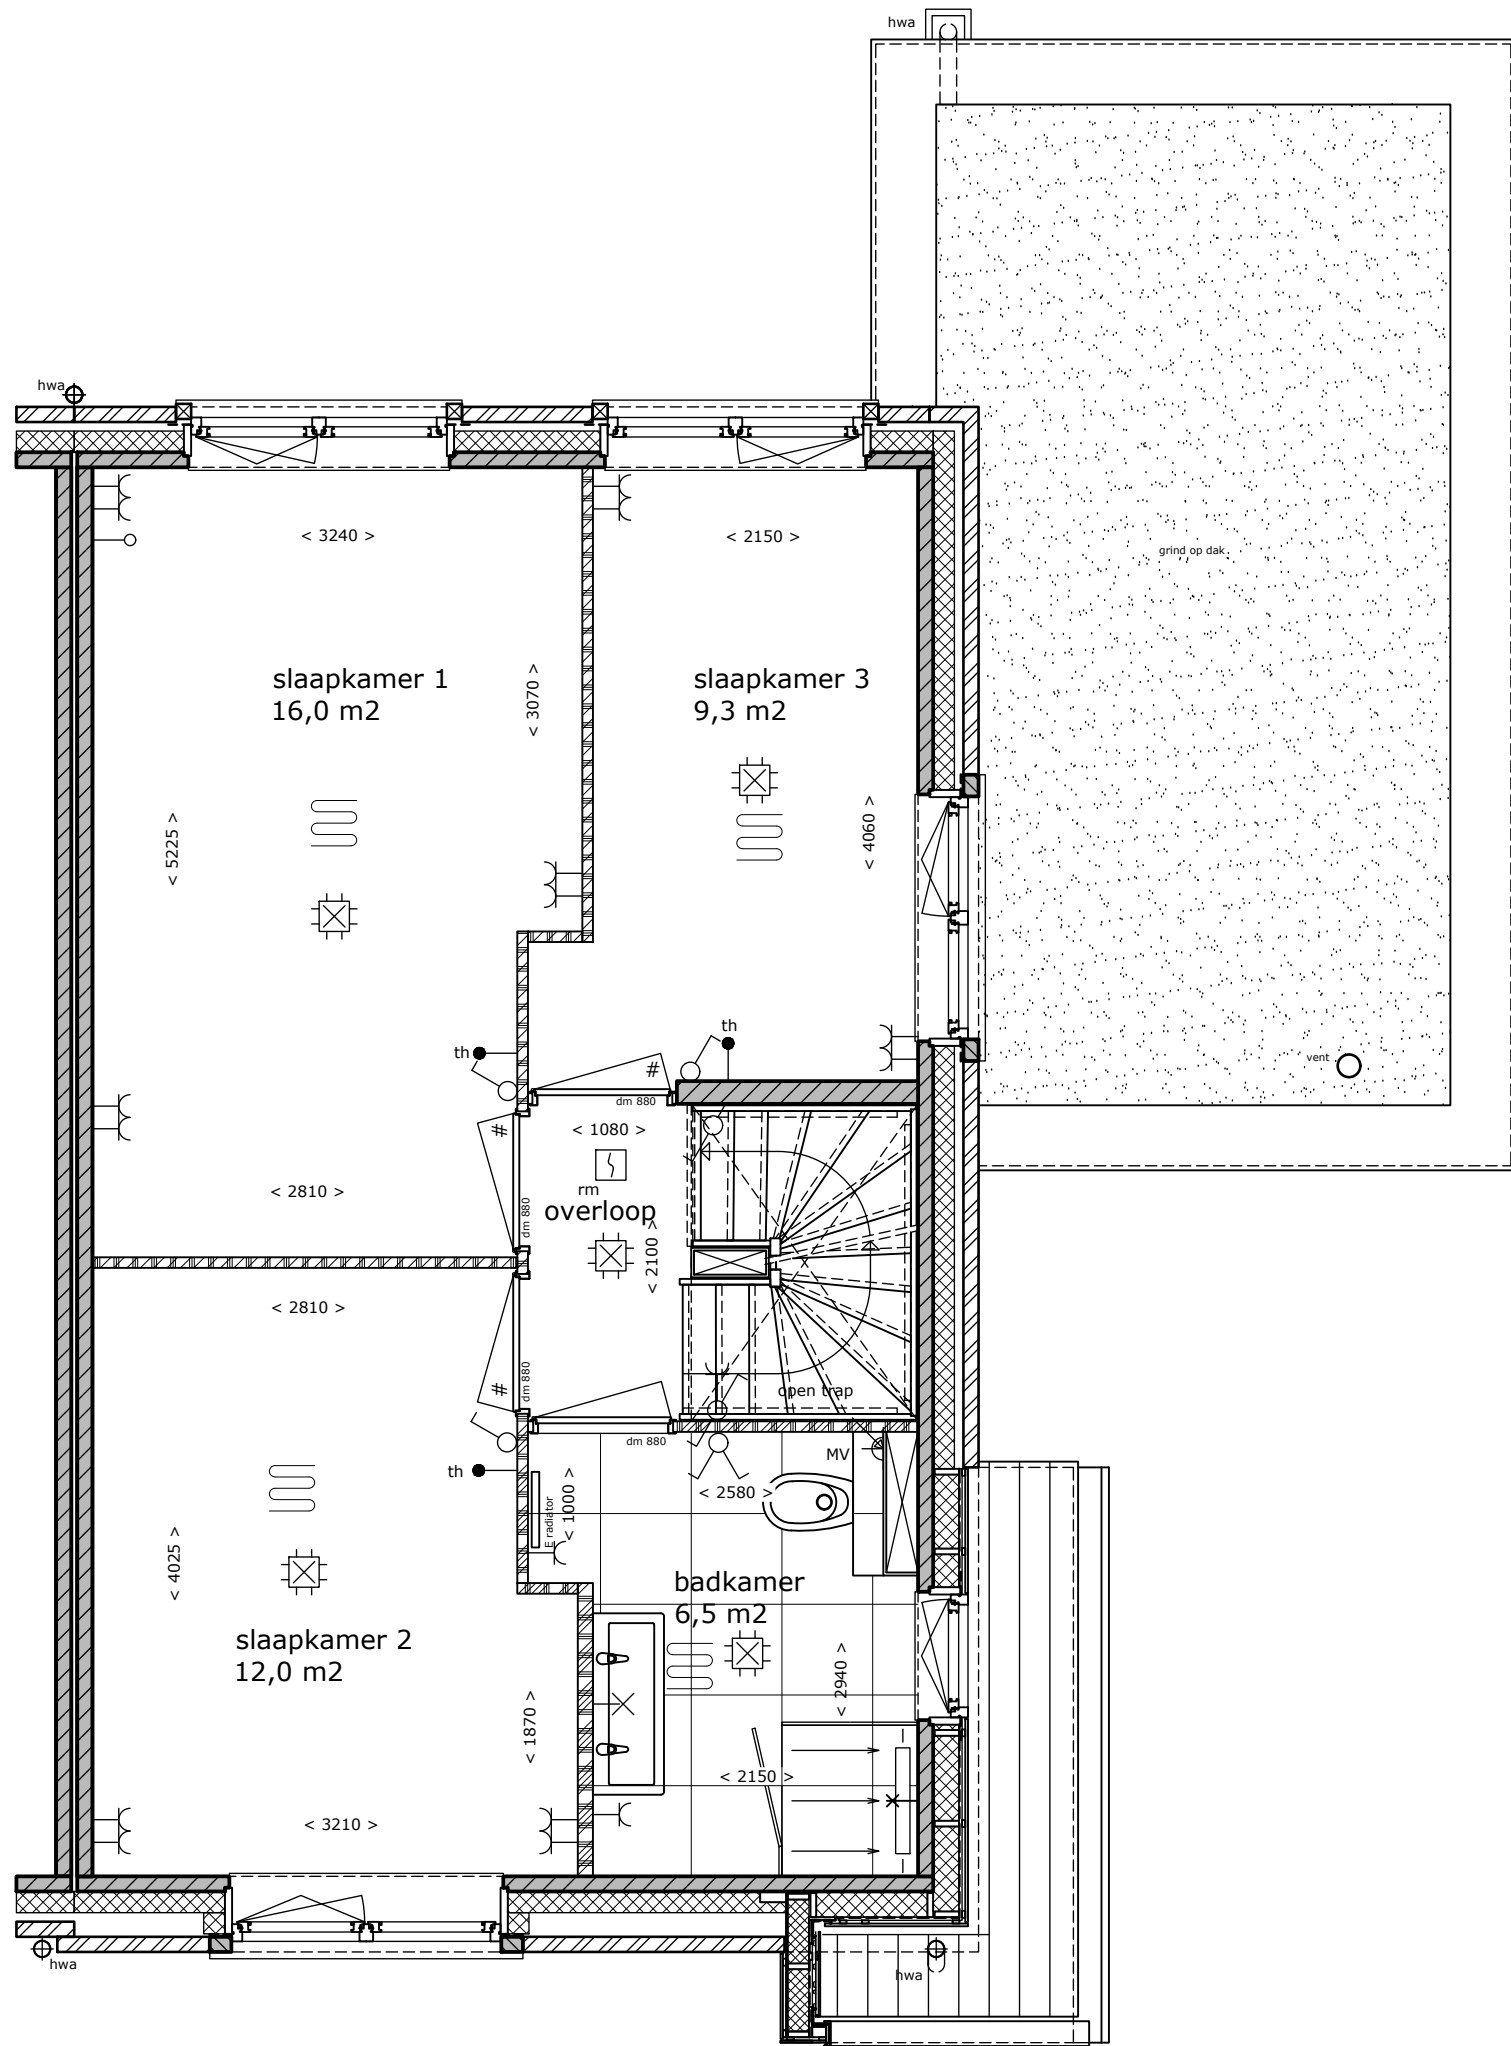 hwa
hwa
< 3240 >
< 2150 >
grind op dak
slaapkamer 1
16,0 m2
< 3070 >
slaapkamer 3
9,3 m2
< 5225 >
< 4060 >
th
th
vent
#
dm 880
#
< 1080 >
rm
overloop
< 2810 >
dm 880
< 2100 >
< 2810 >
#
dm 880
open trap
dm 880
MV
th
< 2580 >
E radiator
< 1000 >
< 4025 >
badkamer
6,5 m2
slaapkamer 2
12,0 m2
< 2940 >
< 1870 >
< 2150 >
< 3210 >
hwa
hwa